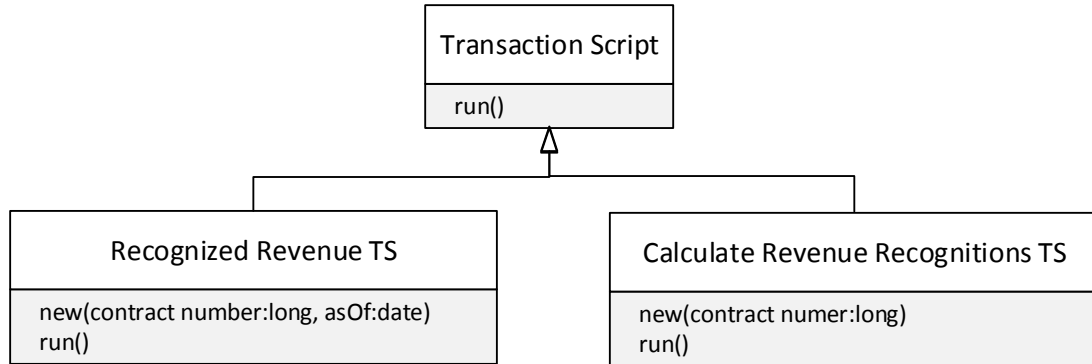 Transaction Script
run()
Recognized Revenue TS
new(contract number:long, asOf:date)
run()
Calculate Revenue Recognitions TS
new(contract numer:long)
run()